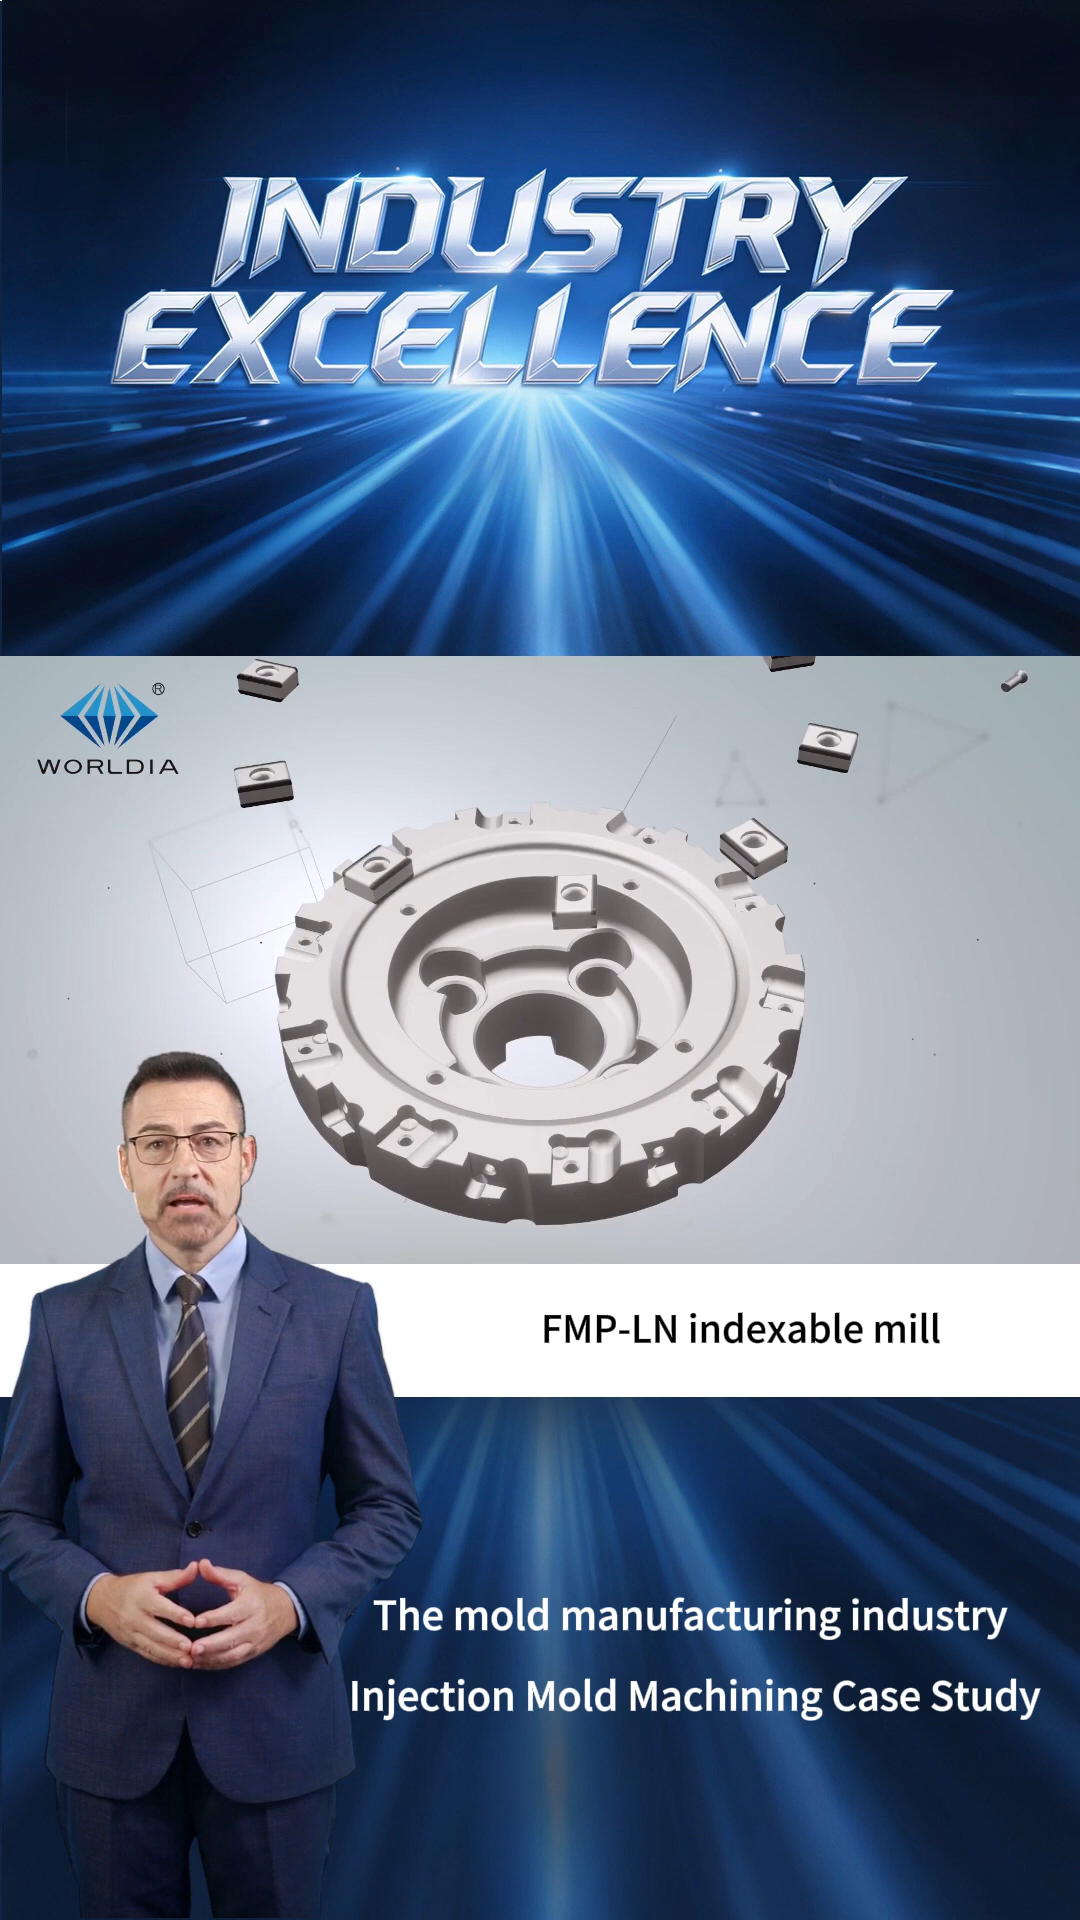 INDUSTRY
EXCELLENCE
®
WORLDIA
FMP-LN indexable mill
The mold manufacturing industry
Injection Mold Machining Case Study